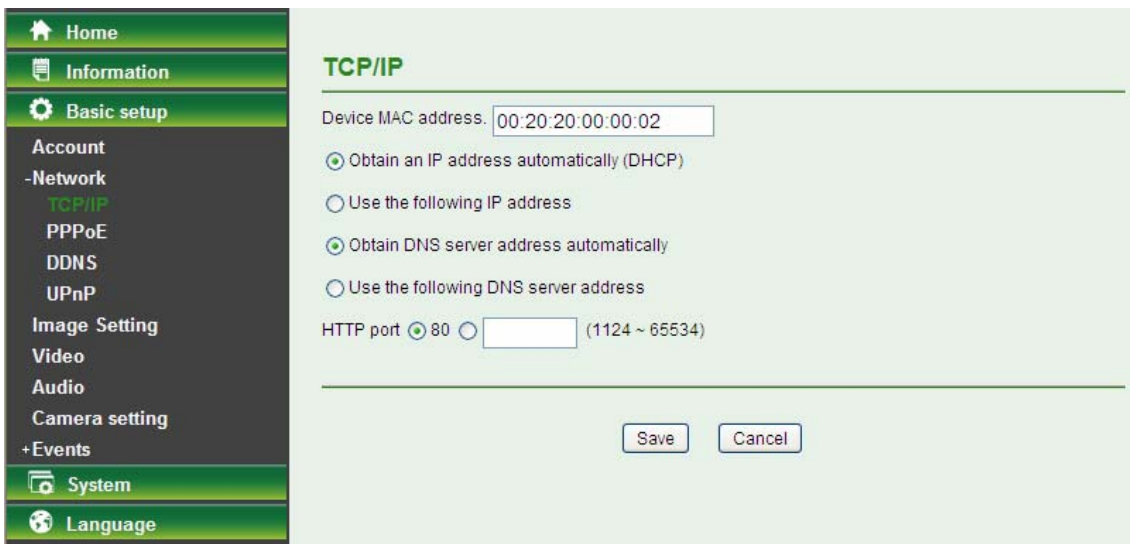 Home
Information
Basic setup
Account
-Network
TCP/IP
PPPoE
DDNS
UPnP
Image Setting
Video
Audio
Camera setting
+Events
System
Language
TCP/IP
Device MAC address. 00:20:20:00:00:02
Obtain an IP address automatically (DHCP)
Use the following IP address
Obtain DNS server address automatically
Use the following DNS server address
HTTP port 80 (1124 ~ 65534)
Save Cancel